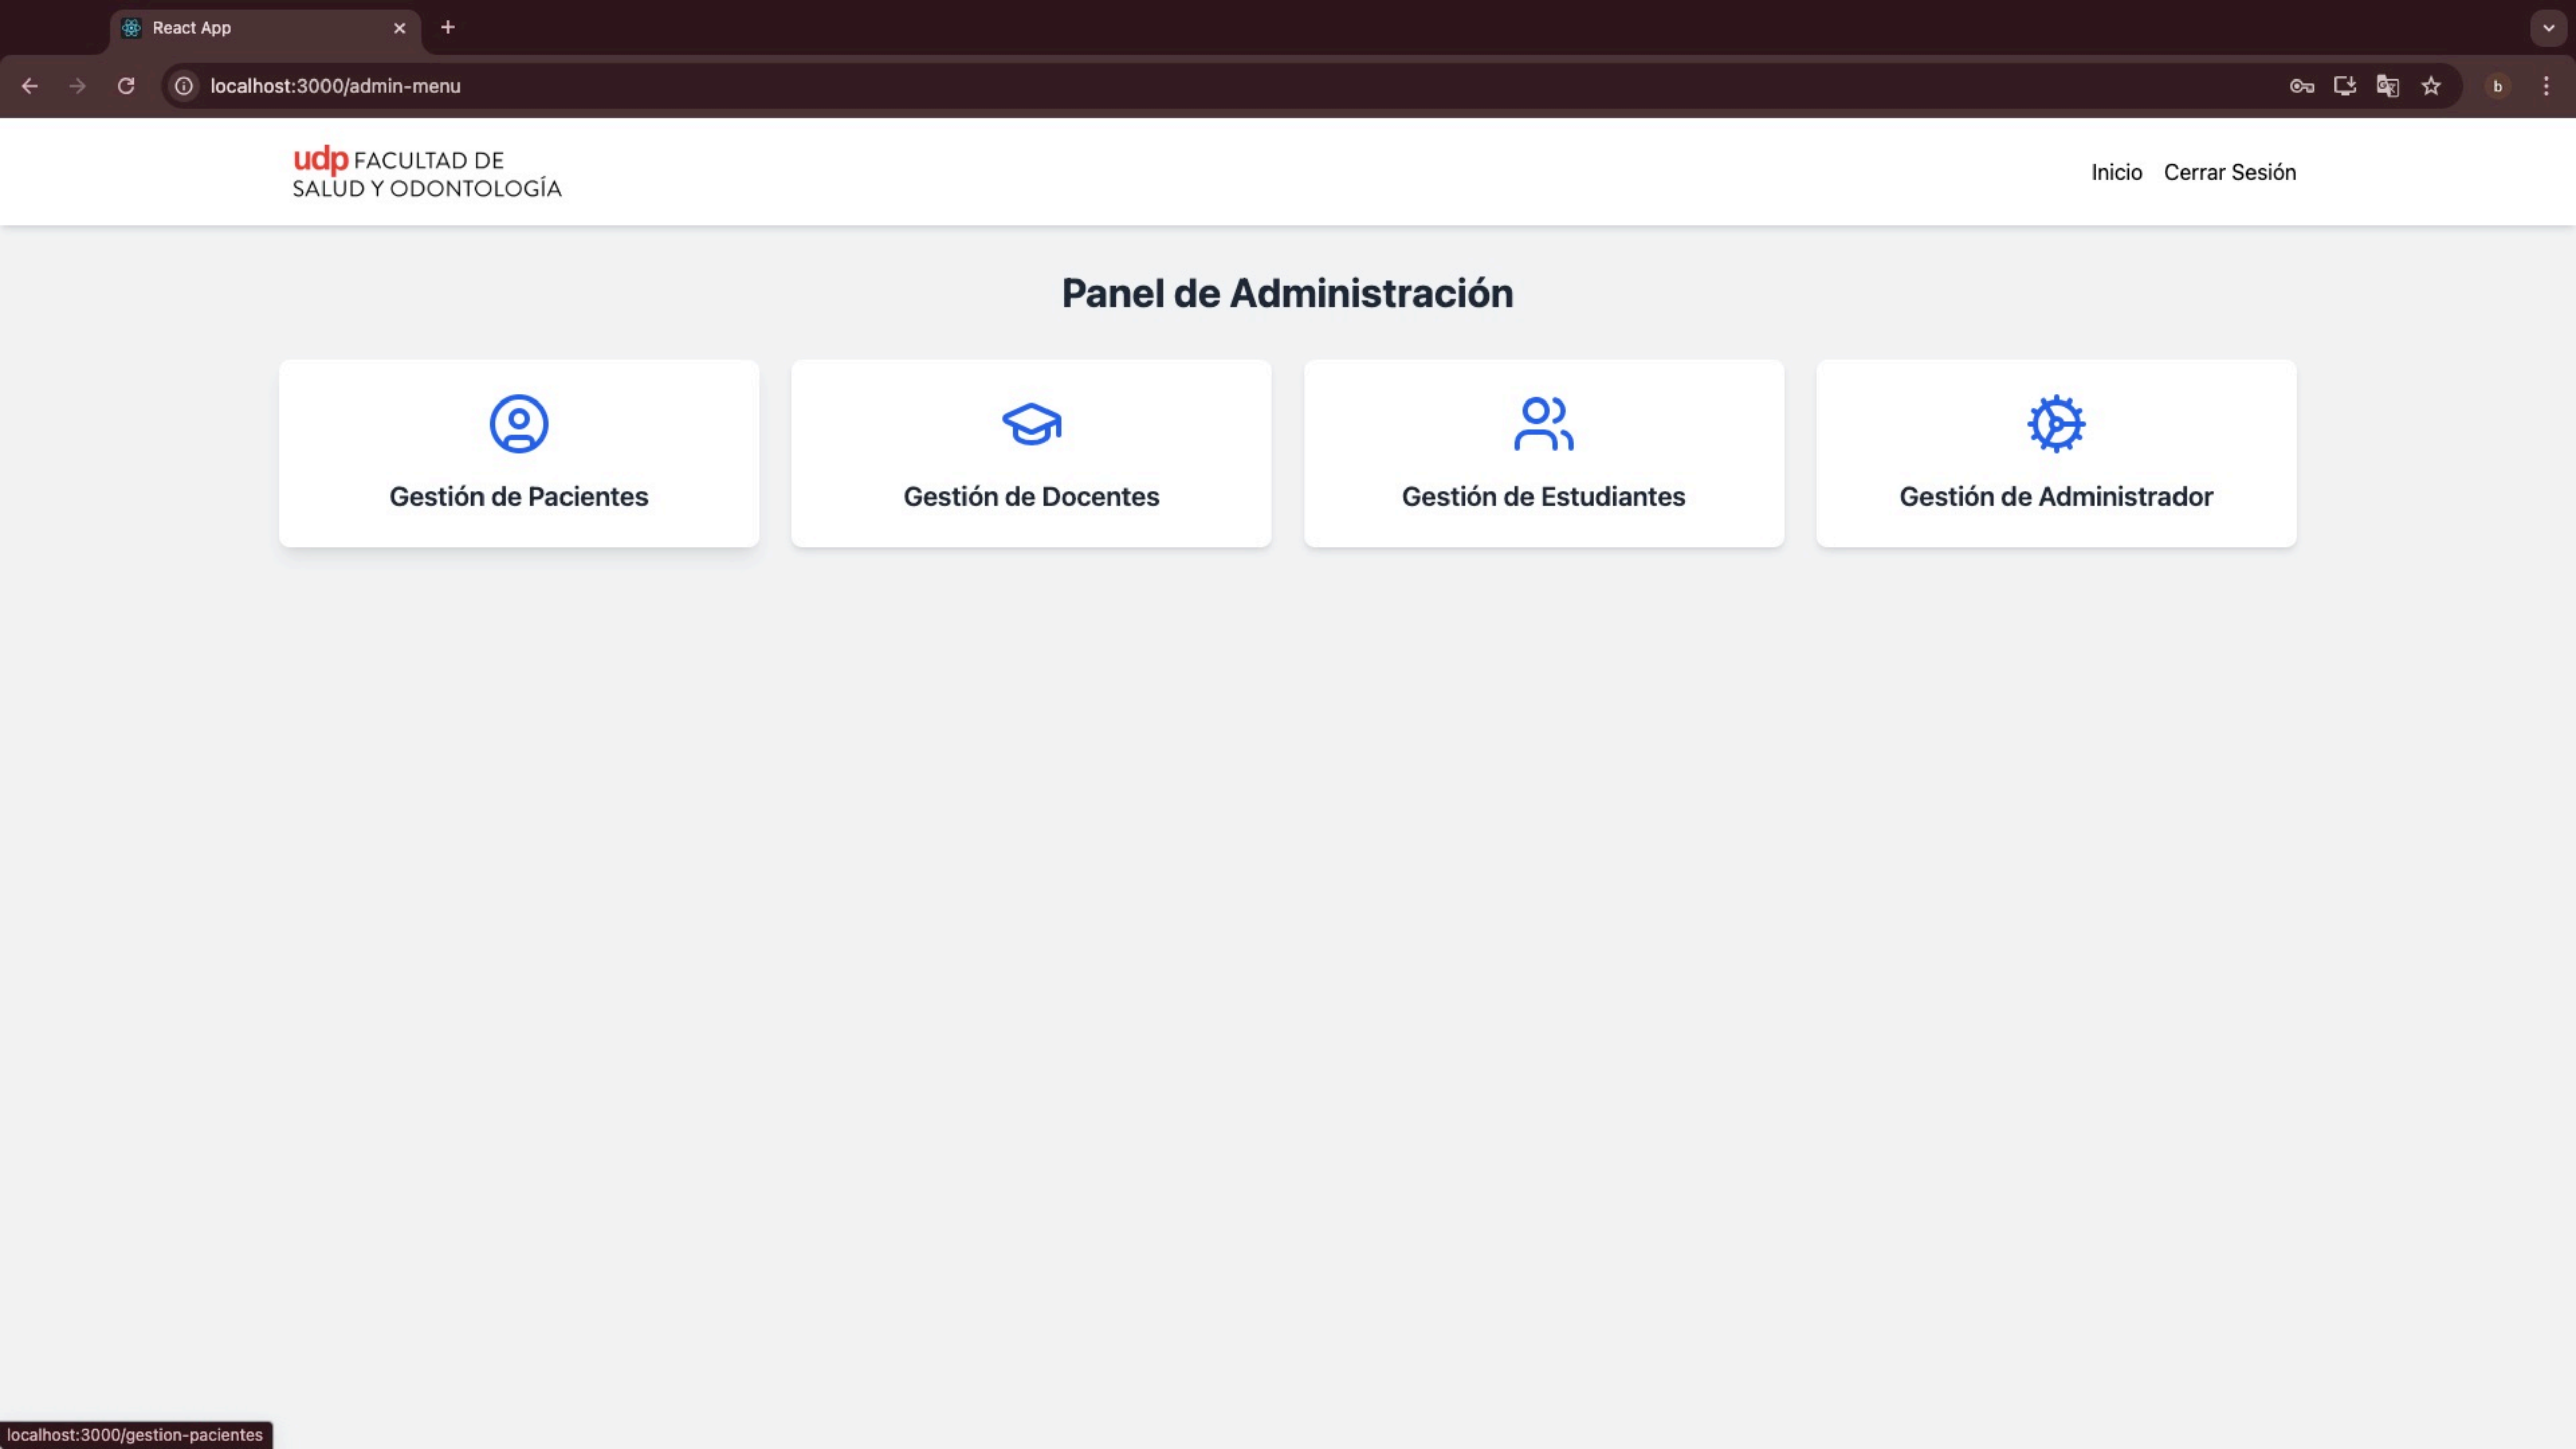 React App
localhost:3000/admin-menu
b
udp FACULTAD DE
SALUD Y ODONTOLOGÍA
Inicio Cerrar Sesión
Panel de Administración
Gestión de Pacientes
Gestión de Docentes
Gestión de Estudiantes
Gestión de Administrador
localhost:3000/gestion-pacientes